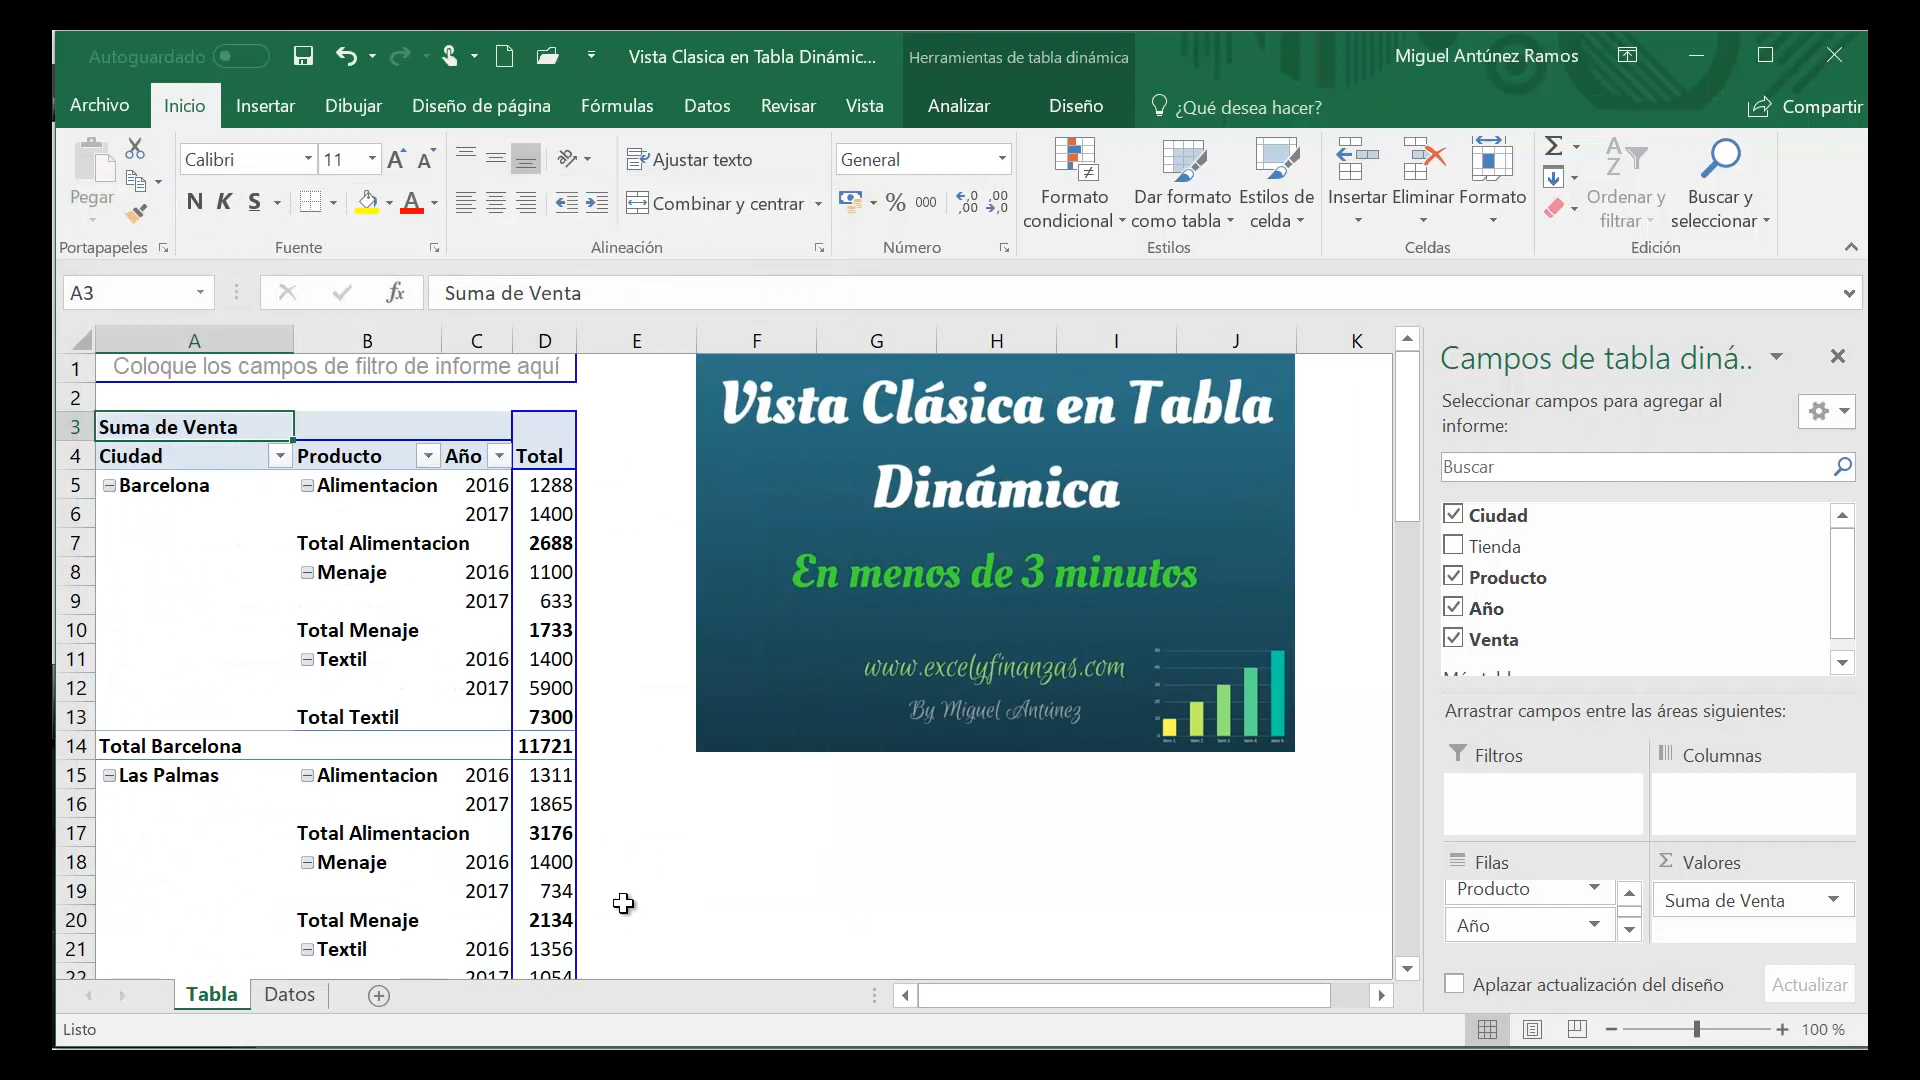 Autoguardado
Vista Clasica en Tabla Dinámic...
Herramientas de tabla dinámica
Miguel Antúnez Ramos
Archivo
Inicio
Insertar
Dibujar
Diseño de página
Fórmulas
Datos
Revisar
Vista
Analizar
Diseño
¿Qué desea hacer?
Compartir
Pegar
Portapapeles
Calibri
11
N K S
Fuente
Ajustar texto
Combinar y centrar
Alineación
General
% 000
Número
Formato
condicional
Dar formato
como tabla
Estilos de
celda
Estilos
Insertar
Eliminar
Formato
Celdas
Ordenar y
filtrar
Buscar y
seleccionar
Edición
A3
fx
Suma de Venta
A B C D E F G H I J K
1 Coloque los campos de filtro de informe aquí
2
3 Suma de Venta
4 Ciudad Producto Año Total
5 Barcelona Alimentacion 2016 1288
6 2017 1400
7 Total Alimentacion 2688
8 Menaje 2016 1100
9 2017 633
10 Total Menaje 1733
11 Textil 2016 1400
12 2017 5900
13 Total Textil 7300
14 Total Barcelona 11721
15 Las Palmas Alimentacion 2016 1311
16 2017 1865
17 Total Alimentacion 3176
18 Menaje 2016 1400
19 2017 734
20 Total Menaje 2134
21 Textil 2016 1356
22 2017 1054
Vista Clásica en Tabla
Dinámica
En menos de 3 minutos
www.excelyfinanzas.com
By Miguel Antúnez
Campos de tabla diná..
Seleccionar campos para agregar al
informe:
Buscar
Ciudad
Tienda
Producto
Año
Venta
Arrastrar campos entre las áreas siguientes:
Filtros
Columnas
Filas
Valores
Producto
Año
Suma de Venta
Aplazar actualización del diseño
Actualizar
Tabla
Datos
Listo
100 %